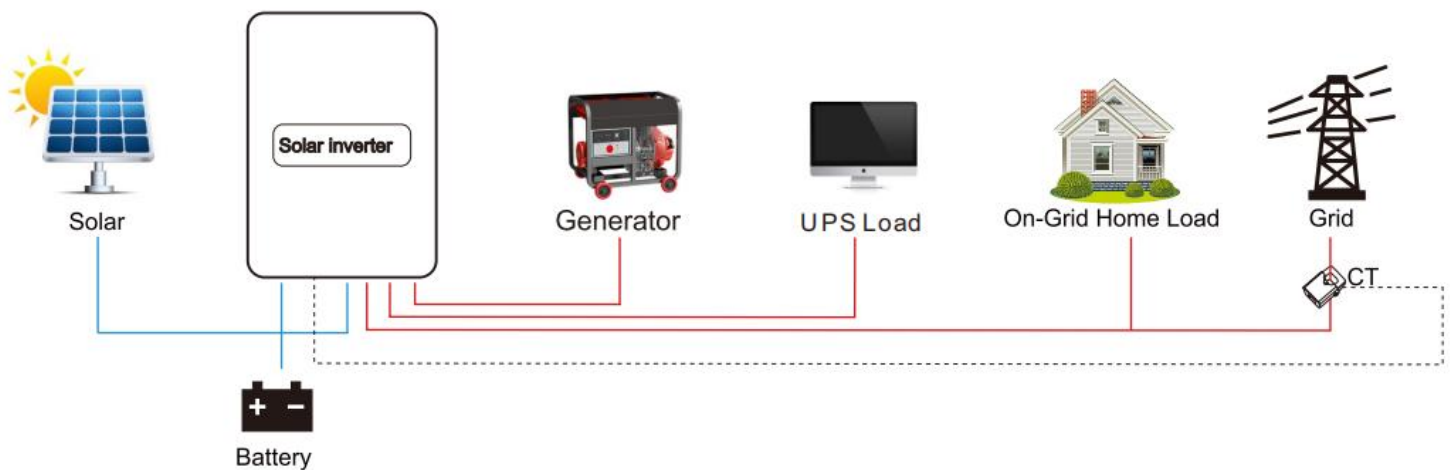 Solar inverter
Solar
Generator
UPS Load
On-Grid Home Load
Grid
CT
+ −
Battery